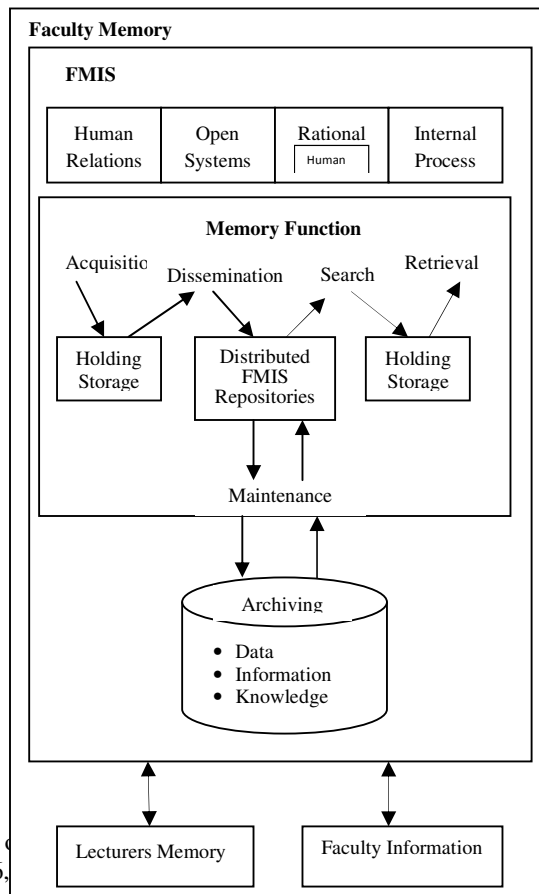 Faculty Memory
FMIS
Human Relations
Open Systems
Rational
Human
Internal Process
Memory Function
Acquisitio
Dissemination
Search
Retrieval
Holding Storage
Distributed FMIS Repositories
Holding Storage
Maintenance
Archiving
• Data
• Information
• Knowledge
Lecturers Memory
Faculty Information